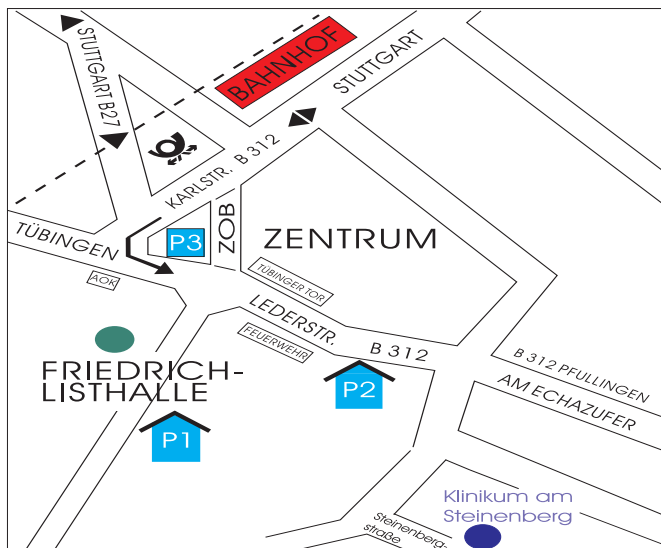 STUTTGART B27
BAHNHOF
STUTTGART
KARLSTR. B 312
TÜBINGEN
P3
ZOB
ZENTRUM
AOK
TÜBINGER TOR
LEDERSTR.
B 312
FEUERWEHR
FRIEDRICH-
LISTHALLE
P2
B 312 PFULLINGEN
AM ECHAZUFER
P1
Klinikum am
Steinenberg
Steinenberg-
straße